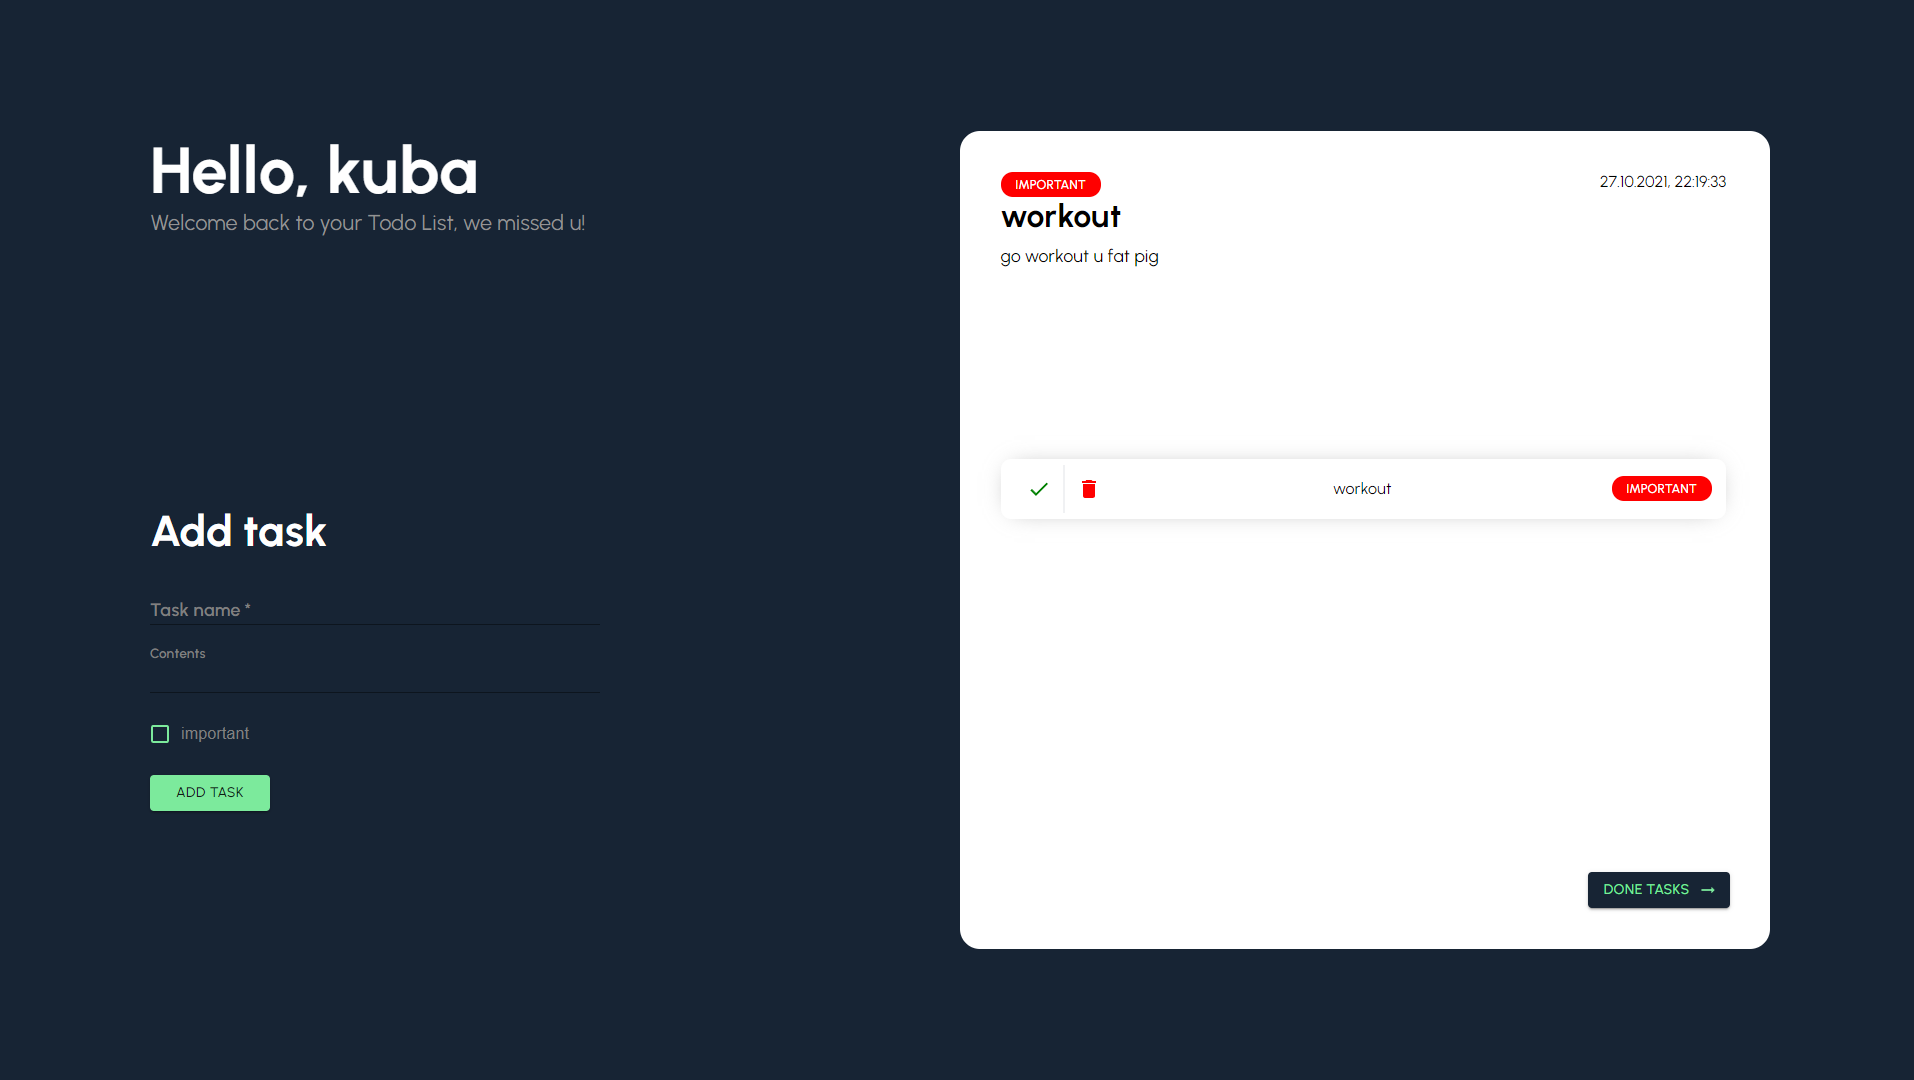 Hello, kuba
Welcome back to your Todo List, we missed u!
Add task
Task name *
Contents
important
ADD TASK
IMPORTANT
27.10.2021, 22:19:33
workout
go workout u fat pig
workout
IMPORTANT
DONE TASKS →